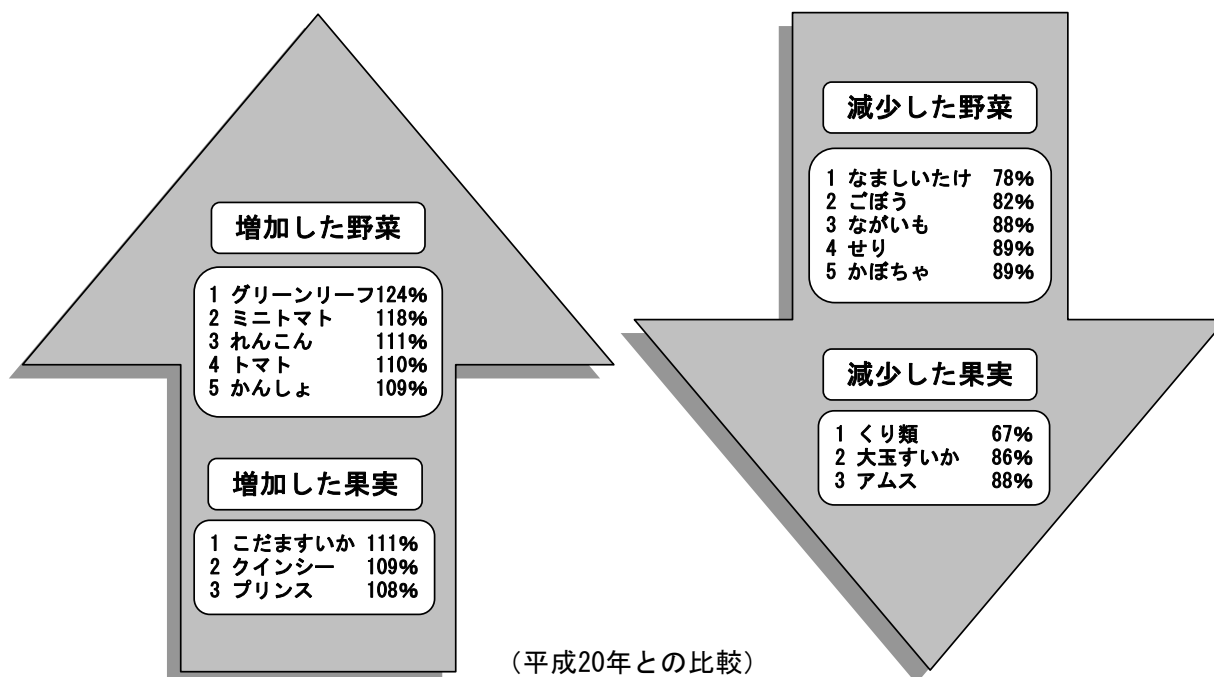 増加した野菜
1 グリーンリーフ124%
2 ミニトマト 118%
3 れんこん 111%
4 トマト 110%
5 かんしょ 109%
増加した果実
1 こだますいか 111%
2 クインシー 109%
3 プリンス 108%
減少した野菜
1 なましいたけ 78%
2 ごぼう 82%
3 ながいも 88%
4 せり 89%
5 かぼちゃ 89%
減少した果実
1 くり類 67%
2 大玉すいか 86%
3 アムス 88%
（平成20年との比較）